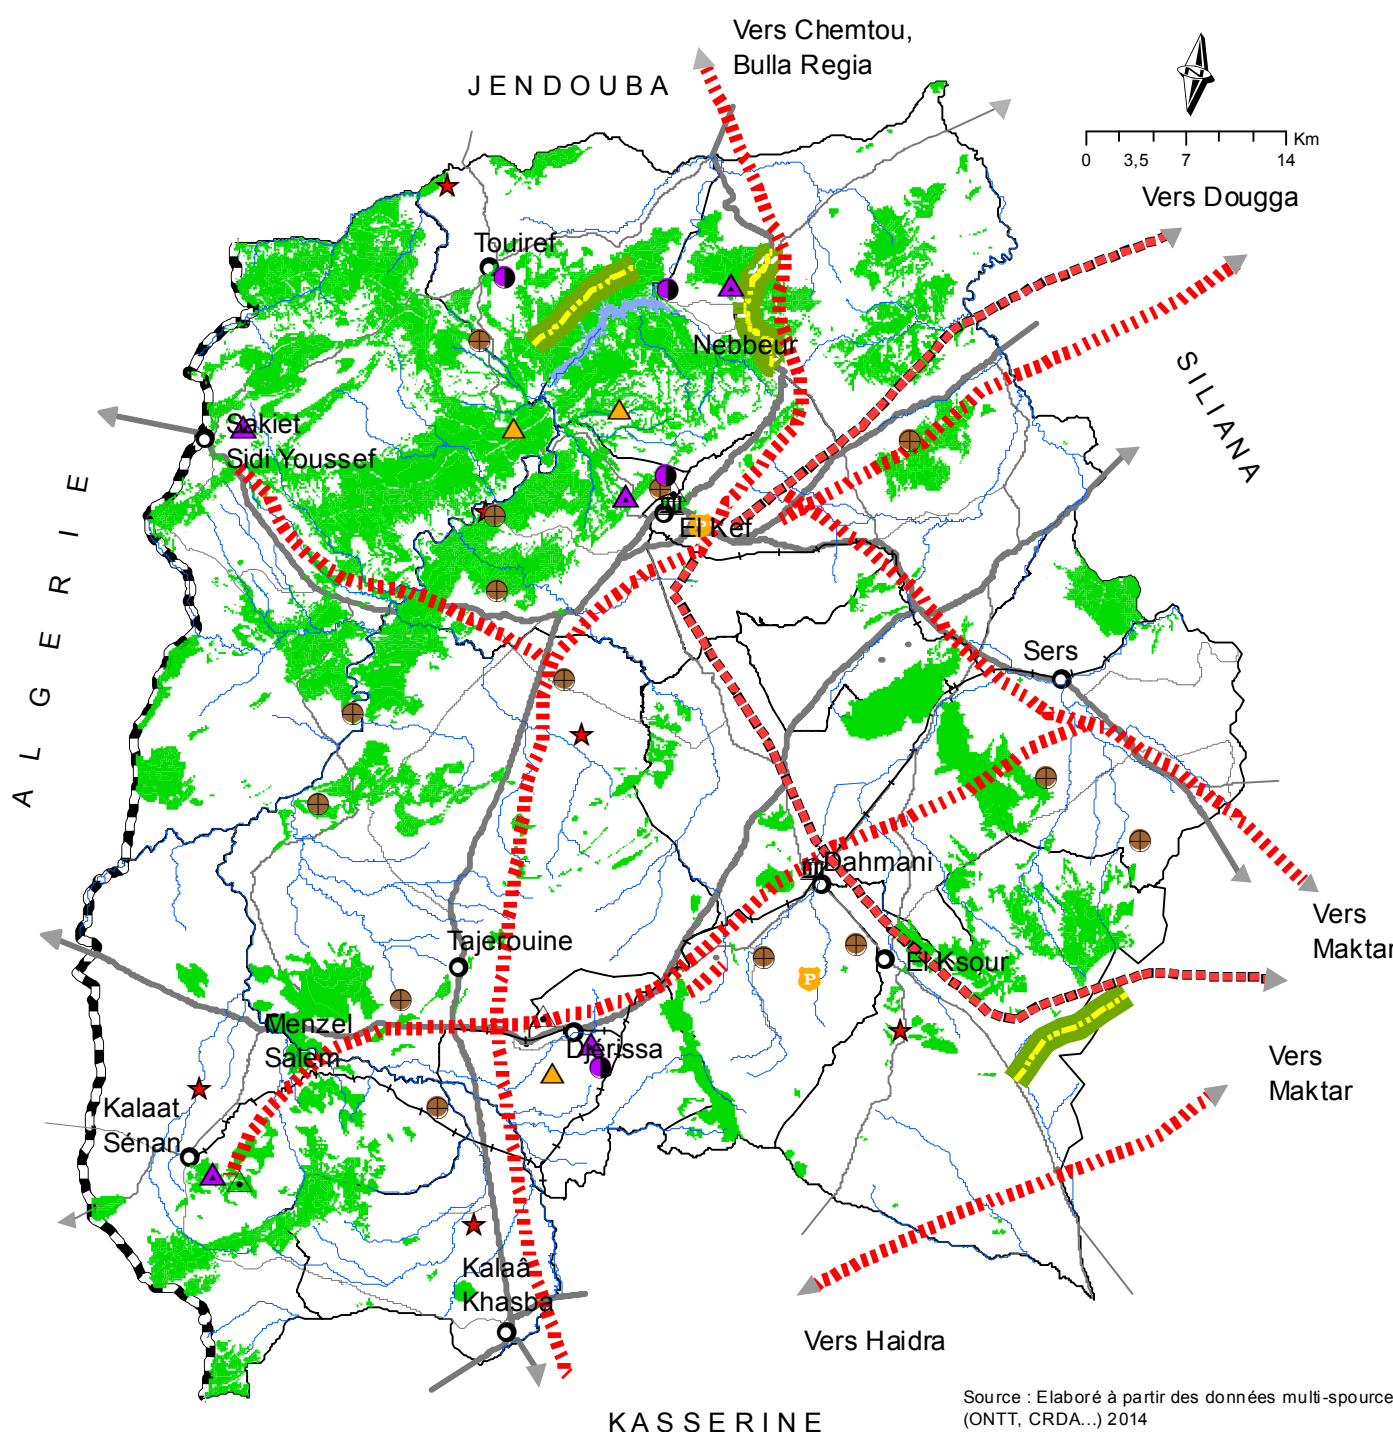 Vers Chemtou,
Bulla Regia
JENDOUBA
N
Km
0 3,5 7 14
Vers Dougga
Touiref
Nebbeur
SILIANA
Sakiet
Sidi Youssef
ALGERIE
P
El Kef
Sers
Dahmani
Vers
Maktar
Tajerouine
El Ksour
P
Menzel
Salem
Djerissa
Vers
Maktar
Kalaat
Sénan
Kalaâ
Khasba
Vers Haidra
Source : Elaboré à partir des données multi-spource
(ONTT, CRDA...) 2014
KASSERINE